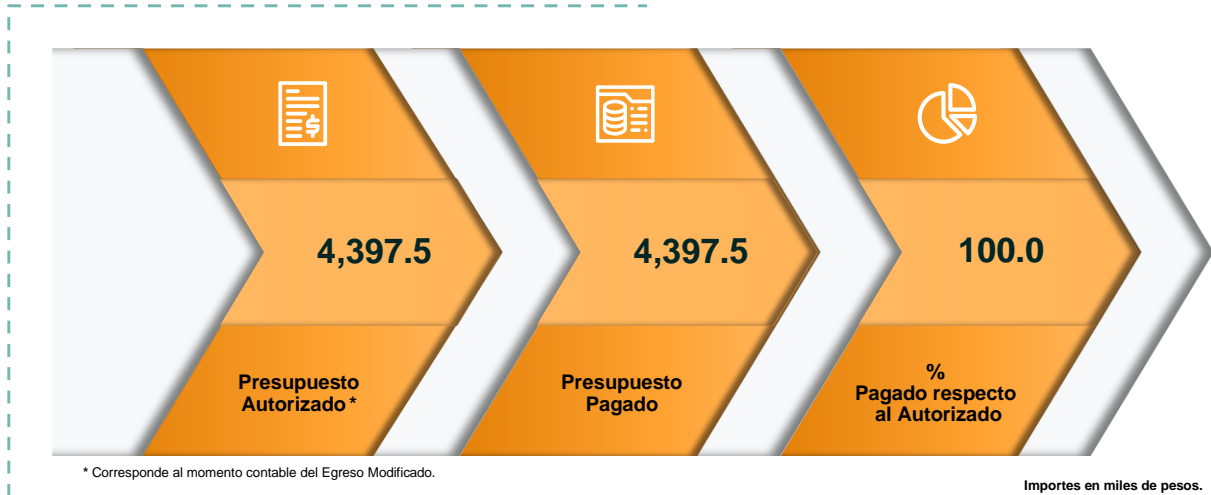 4,397.5
Presupuesto
Autorizado *
4,397.5
Presupuesto
Pagado
100.0
%
Pagado respecto
al Autorizado
* Corresponde al momento contable del Egreso Modificado.
Importes en miles de pesos.